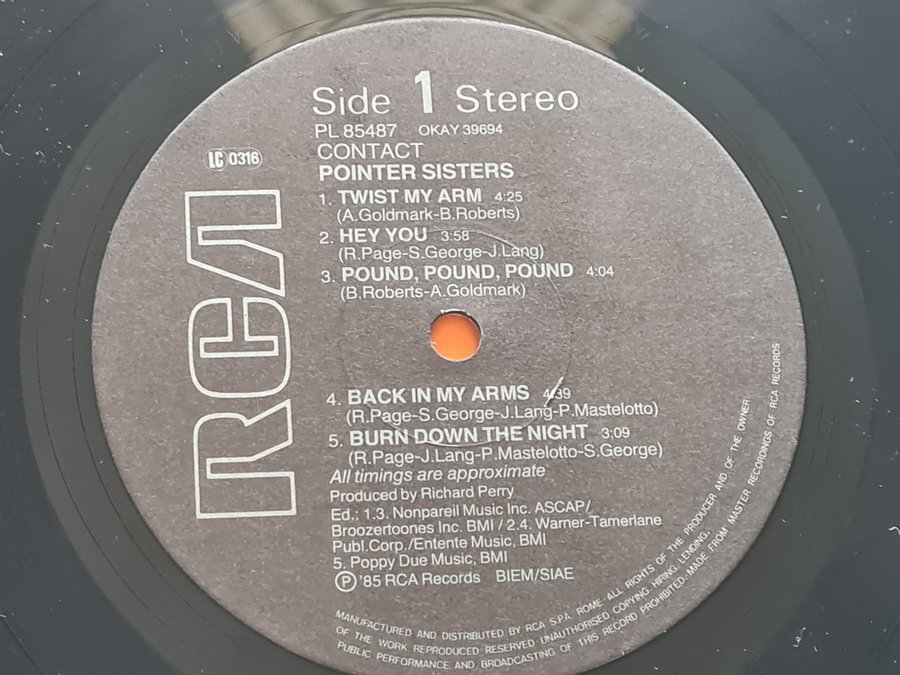 Side 1 Stereo
PL 85487 OKAY 39694
LC 0316
CONTACT
POINTER SISTERS
RCA
1. TWIST MY ARM 4:25
(A.Goldmark-B.Roberts)
2. HEY YOU 3:58
(R.Page-S.George-J.Lang)
3. POUND, POUND, POUND 4:04
(B.Roberts-A.Goldmark)
4. BACK IN MY ARMS 4:39
(R.Page-S.George-J.Lang-P.Mastelotto)
5. BURN DOWN THE NIGHT 3:09
(R.Page-J.Lang-P.Mastelotto-S.George)
All timings are approximate
Produced by Richard Perry
Ed.: 1.3. Nonpareil Music Inc. ASCAP/
Broozertoones Inc. BMI / 2.4. Warner-Tamerlane
Publ.Corp./Entente Music, BMI
5. Poppy Due Music, BMI
Ⓟ '85 RCA Records BIEM/SIAE
MANUFACTURED AND DISTRIBUTED BY RCA S.P.A. ROME. ALL RIGHTS OF THE PRODUCER AND OF THE OWNER
OF THE WORK REPRODUCED RESERVED UNAUTHORISED COPYING. HIRING. LENDING.
PUBLIC PERFORMANCE AND BROADCASTING OF THIS RECORD PROHIBITED. MADE FROM MASTER RECORDINGS OF RCA RECORDS